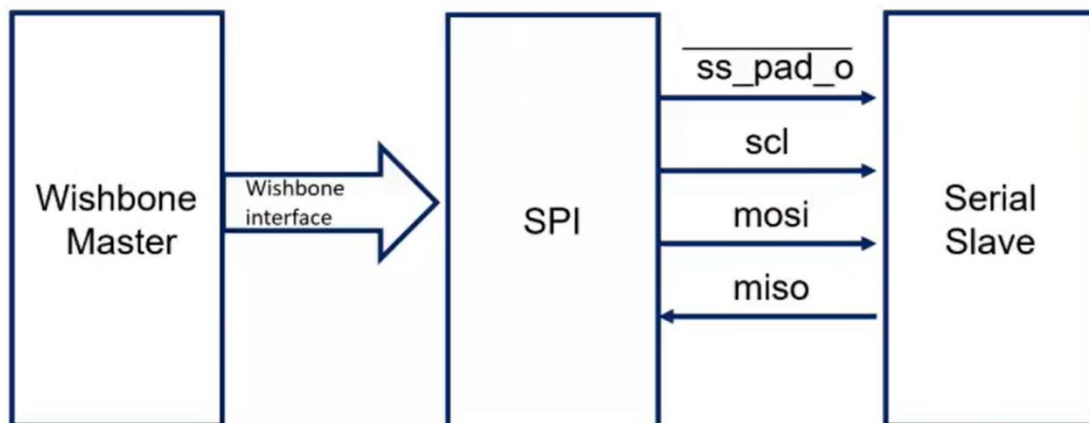 Wishbone
Master
Wishbone
interface
SPI
ss_pad_o
scl
mosi
miso
Serial
Slave